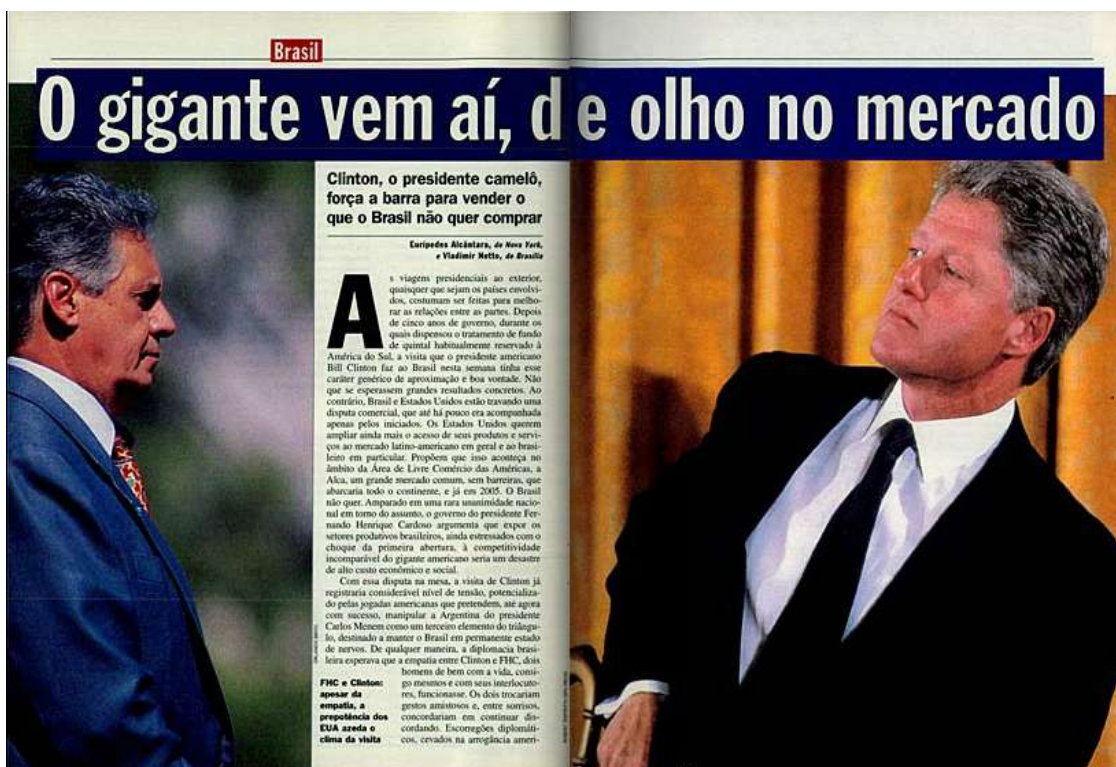 Brasil
O gigante vem aí, de olho no mercado
Clinton, o presidente camelô,
força a barra para vender o
que o Brasil não quer comprar
Eurípedes Alcântara, de Nova York,
e Vladimir Netto, de Brasília
As viagens presidenciais ao exterior,
quaisquer que sejam os países envolvi-
dos, costumam ser feitas para melho-
rar as relações entre as partes. Depois
de cinco anos de governo, durante os
quais dispensou o tratamento de fundo
de quintal habitualmente reservado à
América do Sul, a visita que o presidente americano
Bill Clinton faz ao Brasil nesta semana tinha esse
caráter genérico de aproximação e boa vontade. Não
que se esperassem grandes resultados concretos. Ao
contrário, Brasil e Estados Unidos estão travando uma
disputa comercial, que até há pouco era acompanhada
apenas pelos iniciados. Os Estados Unidos querem
ampliar ainda mais o acesso de seus produtos e servi-
ços ao mercado latino-americano em geral e ao brasi-
leiro em particular. Propõem que isso aconteça no
âmbito da Área de Livre Comércio das Américas, a
Alca, um grande mercado comum, sem barreiras, que
abarcaria todo o continente, e já em 2005. O Brasil
não quer. Amparado em uma rara unanimidade nacio-
nal em torno do assunto, o governo do presidente Fer-
nando Henrique Cardoso argumenta que expor os
setores produtivos brasileiros, ainda estressados com o
choque da primeira abertura, à competitividade
incomparável do gigante americano seria um desastre
de alto custo econômico e social.
Com essa disputa na mesa, a visita de Clinton já
registraria considerável nível de tensão, potencializa-
do pelas jogadas americanas que pretendem, até agora
com sucesso, manipular a Argentina do presidente
Carlos Menem como um terceiro elemento do triângu-
lo, destinado a manter o Brasil em permanente estado
de nervos. De qualquer maneira, a diplomacia brasi-
leira esperava que a empatia entre Clinton e FHC, dois
homens de bem com a vida, consi-
go mesmos e com seus interlocuto-
res, funcionasse. Os dois trocariam
gestos amistosos e, entre sorrisos,
concordariam em continuar dis-
cordando. Escorregões diplomáti-
cos, cevados na arrogância ameri-
FHC e Clinton:
apesar da
empatia, a
prepotência dos
EUA azeda o
clima da visita